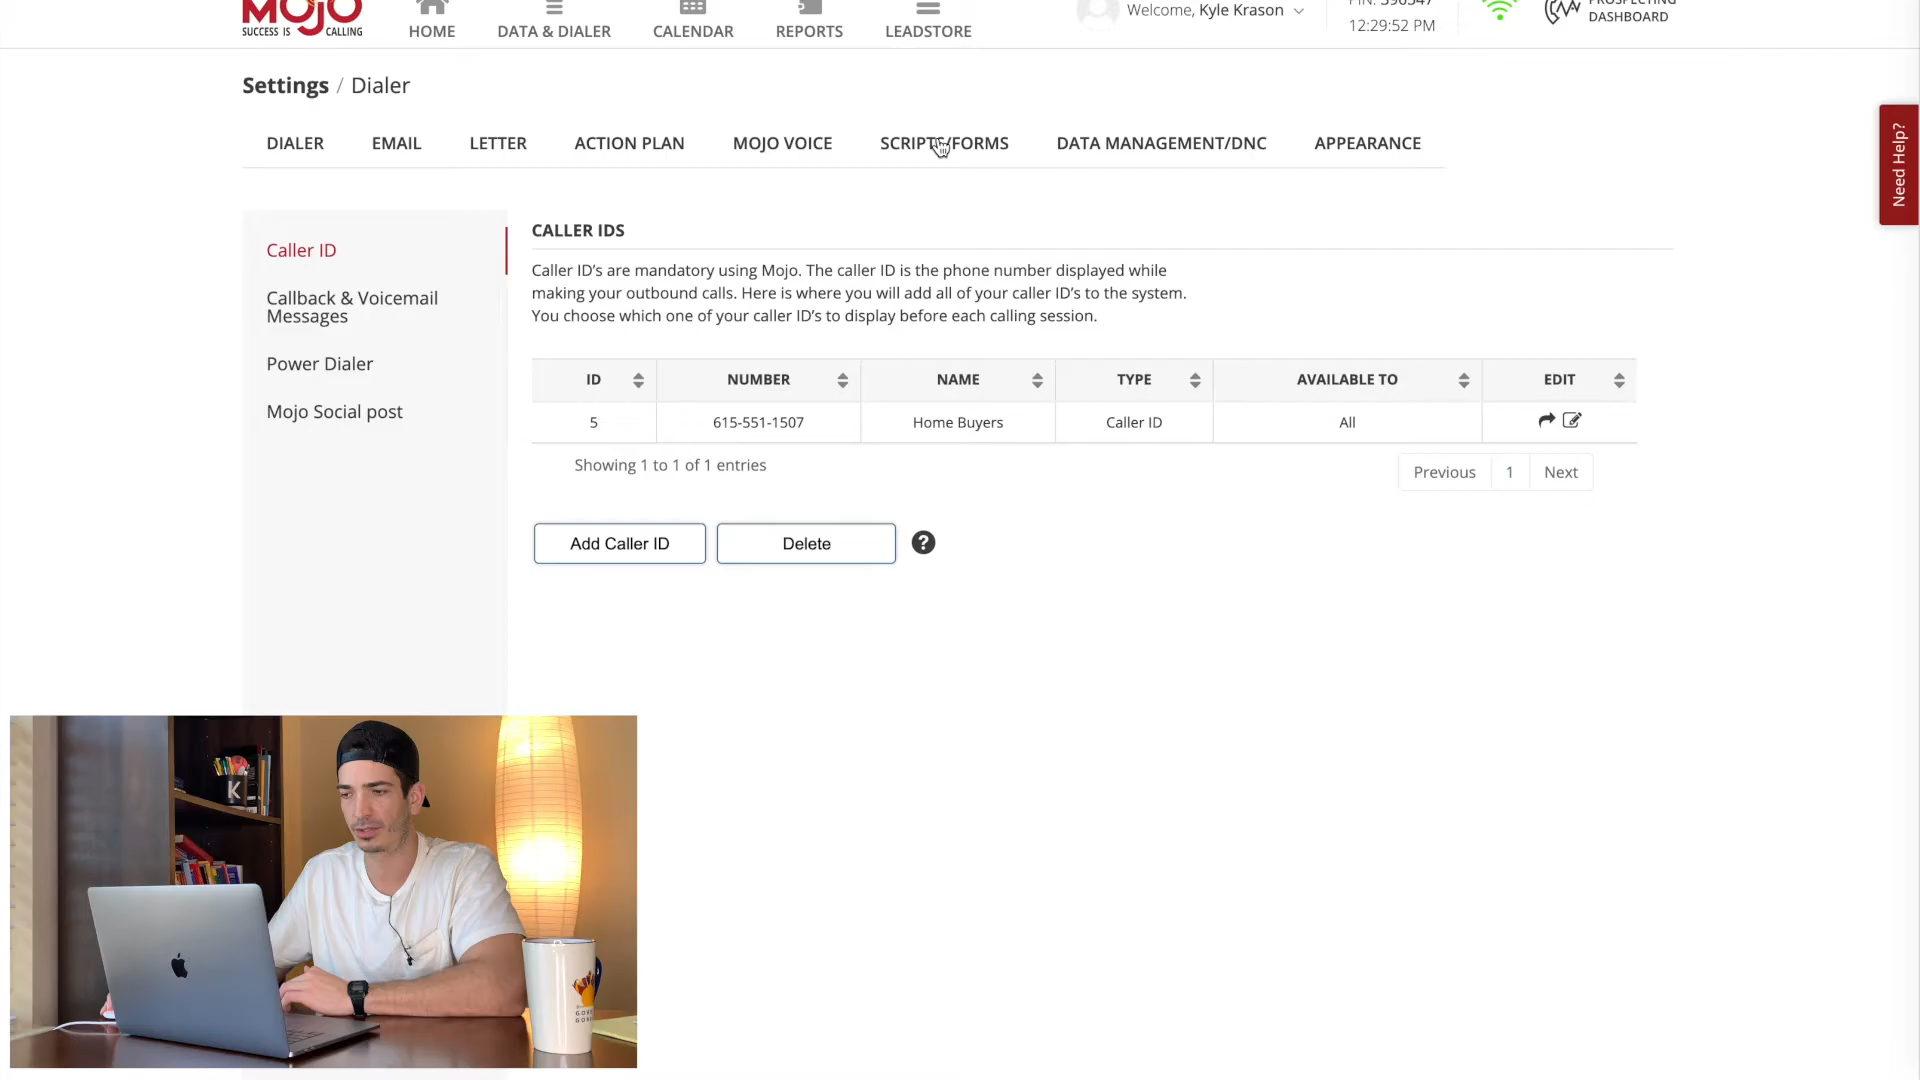 MOJO
SUCCESS IS CALLING
HOME
DATA & DIALER
CALENDAR
REPORTS
LEADSTORE
Welcome, Kyle Krason
12:29:52 PM
DASHBOARD
Settings / Dialer
DIALER
EMAIL
LETTER
ACTION PLAN
MOJO VOICE
SCRIPTS/FORMS
DATA MANAGEMENT/DNC
APPEARANCE
Need Help?
Caller ID
Callback & Voicemail
Messages
Power Dialer
Mojo Social post
CALLER IDS
Caller ID's are mandatory using Mojo. The caller ID is the phone number displayed while
making your outbound calls. Here is where you will add all of your caller ID's to the system.
You choose which one of your caller ID's to display before each calling session.
ID NUMBER NAME TYPE AVAILABLE TO EDIT
5 615-551-1507 Home Buyers Caller ID All
Showing 1 to 1 of 1 entries
Previous 1 Next
Add Caller ID
Delete
?
K